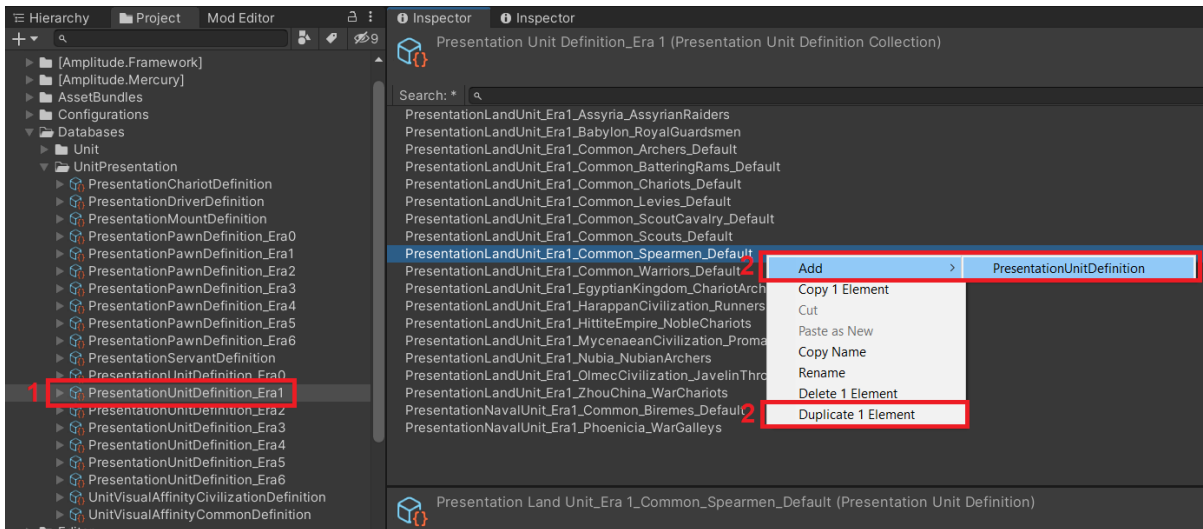 Hierarchy Project Mod Editor
9
[Amplitude.Framework]
[Amplitude.Mercury]
AssetBundles
Configurations
Databases
Unit
UnitPresentation
PresentationChariotDefinition
PresentationDriverDefinition
PresentationMountDefinition
PresentationPawnDefinition_Era0
PresentationPawnDefinition_Era1
PresentationPawnDefinition_Era2
PresentationPawnDefinition_Era3
PresentationPawnDefinition_Era4
PresentationPawnDefinition_Era5
PresentationPawnDefinition_Era6
PresentationServantDefinition
PresentationUnitDefinition_Era0
1 PresentationUnitDefinition_Era1
PresentationUnitDefinition_Era2
PresentationUnitDefinition_Era3
PresentationUnitDefinition_Era4
PresentationUnitDefinition_Era5
PresentationUnitDefinition_Era6
UnitVisualAffinityCivilizationDefinition
UnitVisualAffinityCommonDefinition
Inspector Inspector
Presentation Unit Definition_Era 1 (Presentation Unit Definition Collection)
Search: *
PresentationLandUnit_Era1_Assyria_AssyrianRaiders
PresentationLandUnit_Era1_Babylon_RoyalGuardsmen
PresentationLandUnit_Era1_Common_Archers_Default
PresentationLandUnit_Era1_Common_BatteringRams_Default
PresentationLandUnit_Era1_Common_Chariots_Default
PresentationLandUnit_Era1_Common_Levies_Default
PresentationLandUnit_Era1_Common_ScoutCavalry_Default
PresentationLandUnit_Era1_Common_Scouts_Default
PresentationLandUnit_Era1_Common_Spearmen_Default
PresentationLandUnit_Era1_Common_Warriors_Default
PresentationLandUnit_Era1_EgyptianKingdom_ChariotArch
PresentationLandUnit_Era1_HarappanCivilization_Runners
PresentationLandUnit_Era1_HittiteEmpire_NobleChariots
PresentationLandUnit_Era1_MycenaeanCivilization_Proma
PresentationLandUnit_Era1_Nubia_NubianArchers
PresentationLandUnit_Era1_OlmecCivilization_JavelinThro
PresentationLandUnit_Era1_ZhouChina_WarChariots
PresentationNavalUnit_Era1_Common_Biremes_Default
PresentationNavalUnit_Era1_Phoenicia_WarGalleys
2 Add > PresentationUnitDefinition
Copy 1 Element
Cut
Paste as New
Copy Name
Rename
Delete 1 Element
2 Duplicate 1 Element
Presentation Land Unit_Era 1_Common_Spearmen_Default (Presentation Unit Definition)